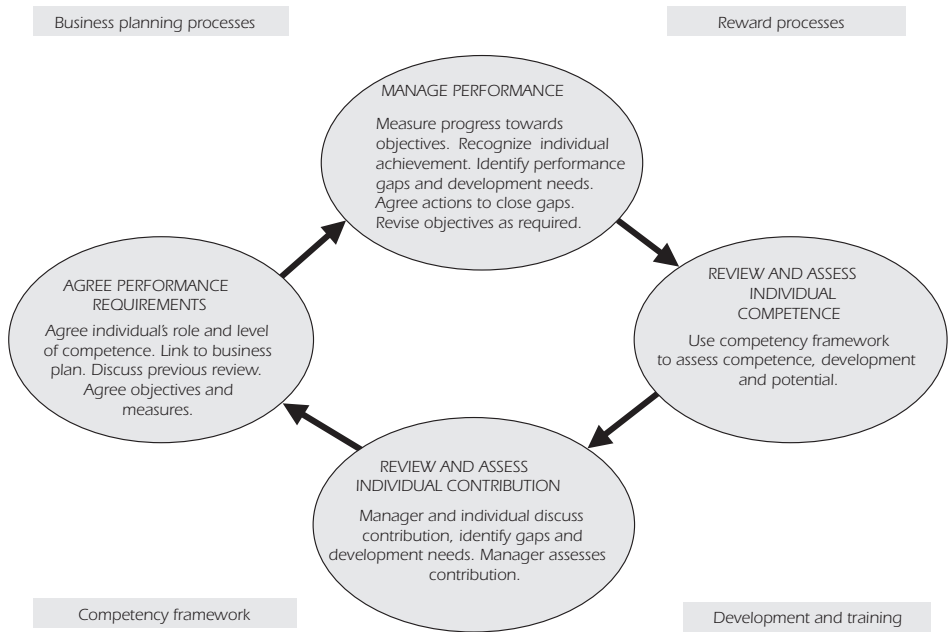 Business planning processes
Reward processes
MANAGE PERFORMANCE
Measure progress towards
objectives. Recognize individual
achievement. Identify performance
gaps and development needs.
Agree actions to close gaps.
Revise objectives as required.
AGREE PERFORMANCE
REQUIREMENTS
Agree individual's role and level
of competence. Link to business
plan. Discuss previous review.
Agree objectives and
measures.
REVIEW AND ASSESS
INDIVIDUAL
COMPETENCE
Use competency framework
to assess competence, development
and potential.
REVIEW AND ASSESS
INDIVIDUAL CONTRIBUTION
Manager and individual discuss
contribution, identify gaps and
development needs. Manager assesses
contribution.
Competency framework
Development and training